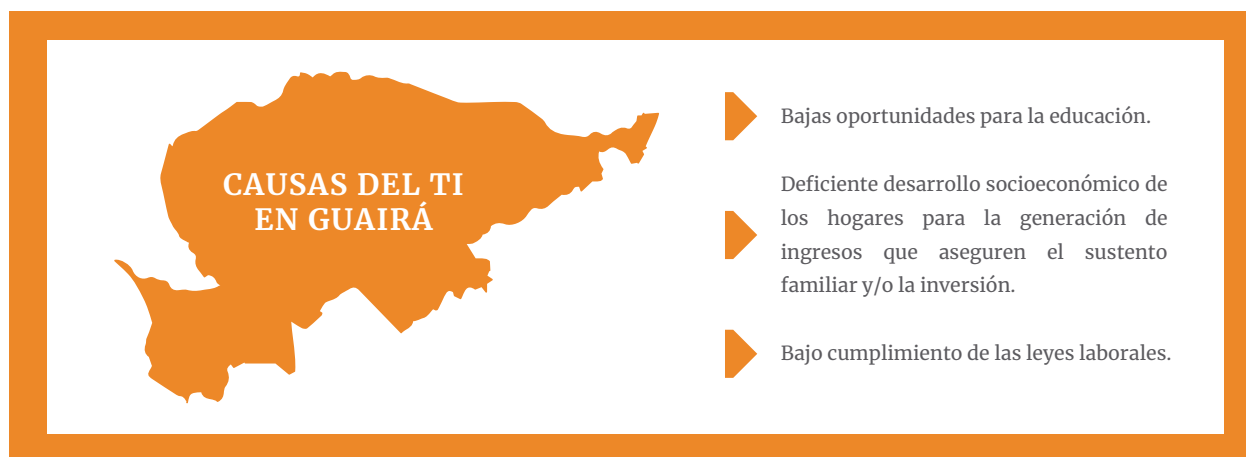 CAUSAS DEL TI
EN GUAIRÁ
Bajas oportunidades para la educación.
Deficiente desarrollo socioeconómico de
los hogares para la generación de
ingresos que aseguren el sustento
familiar y/o la inversión.
Bajo cumplimiento de las leyes laborales.